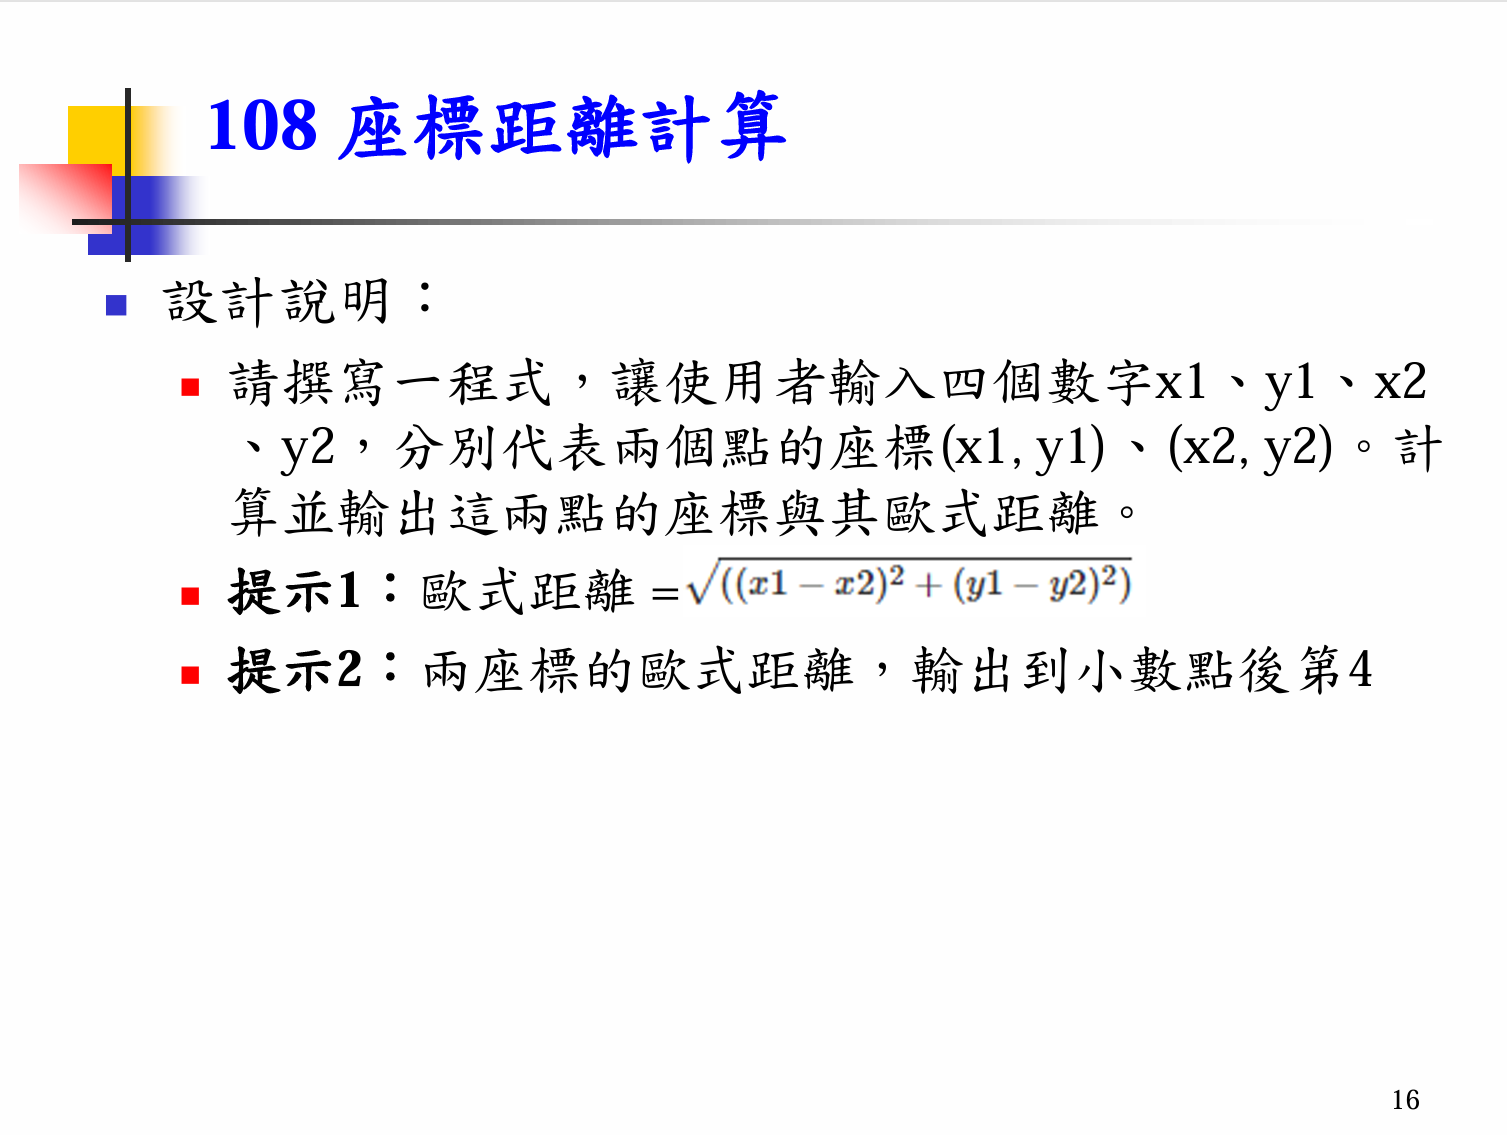 108 座標距離計算
設計說明：
請撰寫一程式，讓使用者輸入四個數字x1、y1、x2
、y2，分別代表兩個點的座標(x1, y1)、(x2, y2)。計
算並輸出這兩點的座標與其歐式距離。
提示1：歐式距離 =√((x1 − x2)² + (y1 − y2)²)
提示2：兩座標的歐式距離，輸出到小數點後第4
16